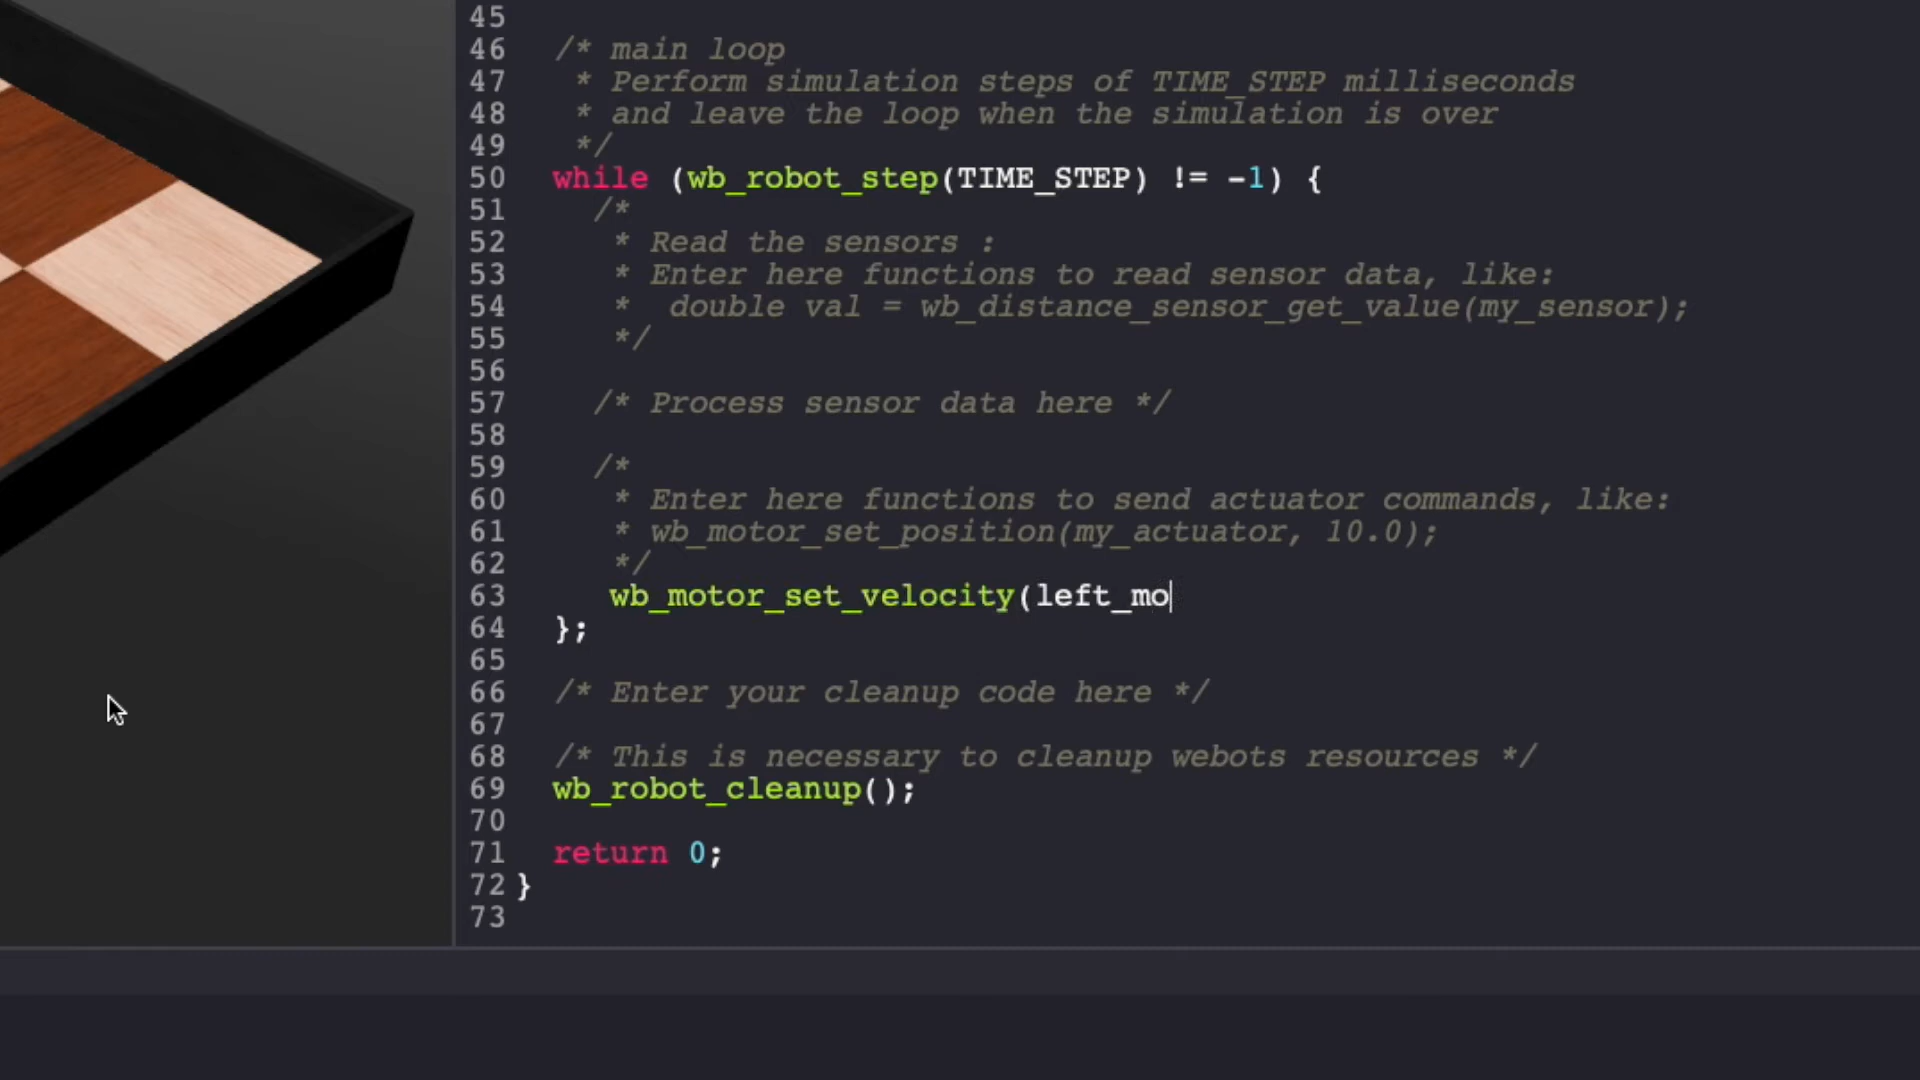 45
46 /* main loop
47 * Perform simulation steps of TIME_STEP milliseconds
48 * and leave the loop when the simulation is over
49 */
50 while (wb_robot_step(TIME_STEP) != -1) {
51 /*
52 * Read the sensors :
53 * Enter here functions to read sensor data, like:
54 *  double val = wb_distance_sensor_get_value(my_sensor);
55 */
56
57 /* Process sensor data here */
58
59 /*
60 * Enter here functions to send actuator commands, like:
61 * wb_motor_set_position(my_actuator, 10.0);
62 */
63 wb_motor_set_velocity(left_mo
64 };
65
66 /* Enter your cleanup code here */
67
68 /* This is necessary to cleanup webots resources */
69 wb_robot_cleanup();
70
71 return 0;
72 }
73